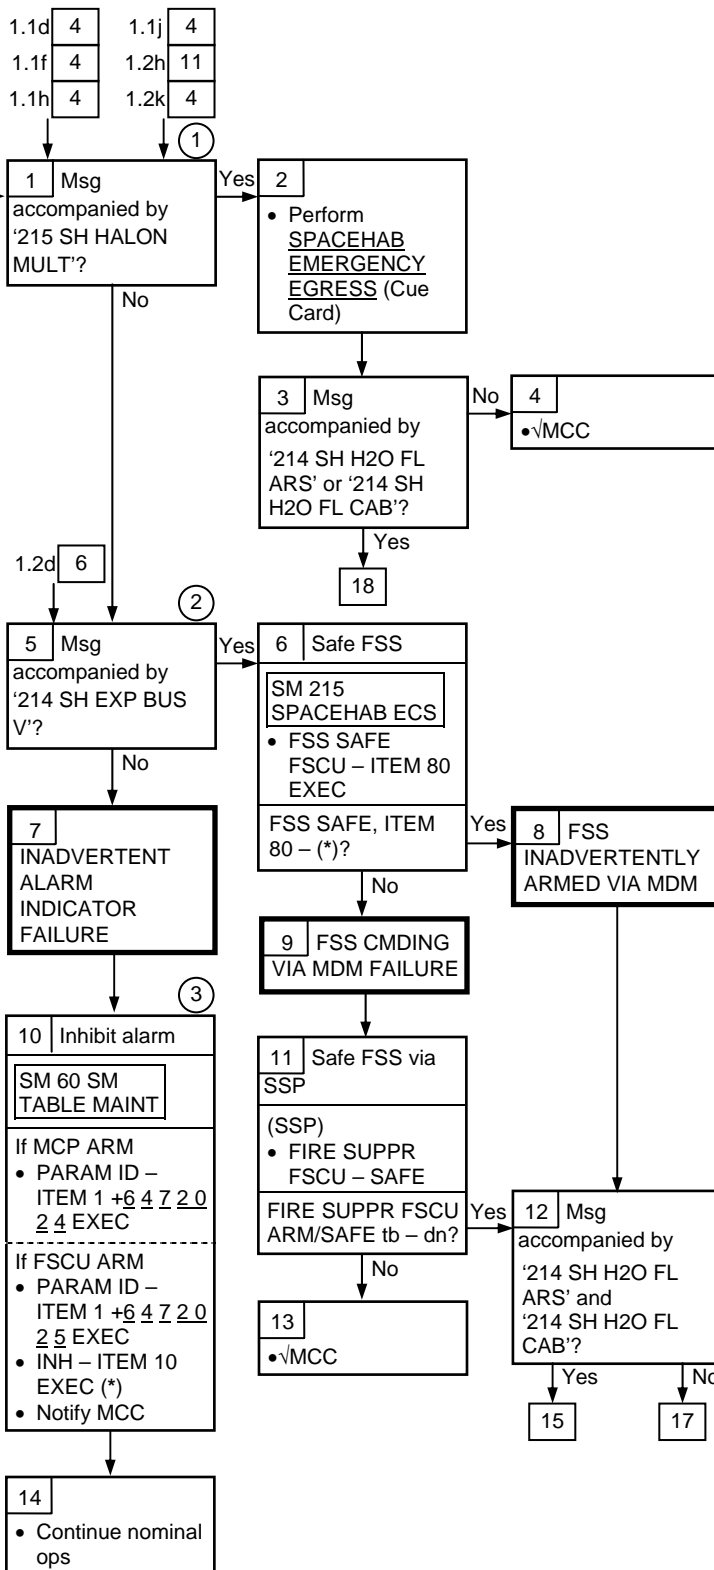 1.1d 4
1.1j 4
1.1f 4
1.2h 11
1.1h 4
1.2k 4
1
1 Msg
accompanied by
‘215 SH HALON
MULT’?
Yes
No
2
• Perform
SPACEHAB
EMERGENCY
EGRESS (Cue
Card)
3 Msg
accompanied by
‘214 SH H2O FL
ARS’ or ‘214 SH
H2O FL CAB’?
No
Yes
4
•√MCC
18
1.2d 6
2
5 Msg
accompanied by
‘214 SH EXP BUS
V’?
Yes
No
6 Safe FSS
SM 215
SPACEHAB ECS
• FSS SAFE
FSCU – ITEM 80
EXEC
FSS SAFE, ITEM
80 – (*)?
Yes
No
7
INADVERTENT
ALARM
INDICATOR
FAILURE
8 FSS
INADVERTENTLY
ARMED VIA MDM
9 FSS CMDING
VIA MDM FAILURE
3
10 Inhibit alarm
SM 60 SM
TABLE MAINT
If MCP ARM
• PARAM ID –
ITEM 1 +6 4 7 2 0
2 4 EXEC
If FSCU ARM
• PARAM ID –
ITEM 1 +6 4 7 2 0
2 5 EXEC
• INH – ITEM 10
EXEC (*)
• Notify MCC
11 Safe FSS via
SSP
(SSP)
• FIRE SUPPR
FSCU – SAFE
FIRE SUPPR FSCU
ARM/SAFE tb – dn?
Yes
No
12 Msg
accompanied by
‘214 SH H2O FL
ARS’ and
‘214 SH H2O FL
CAB’?
Yes
No
13
•√MCC
15
17
14
• Continue nominal
ops